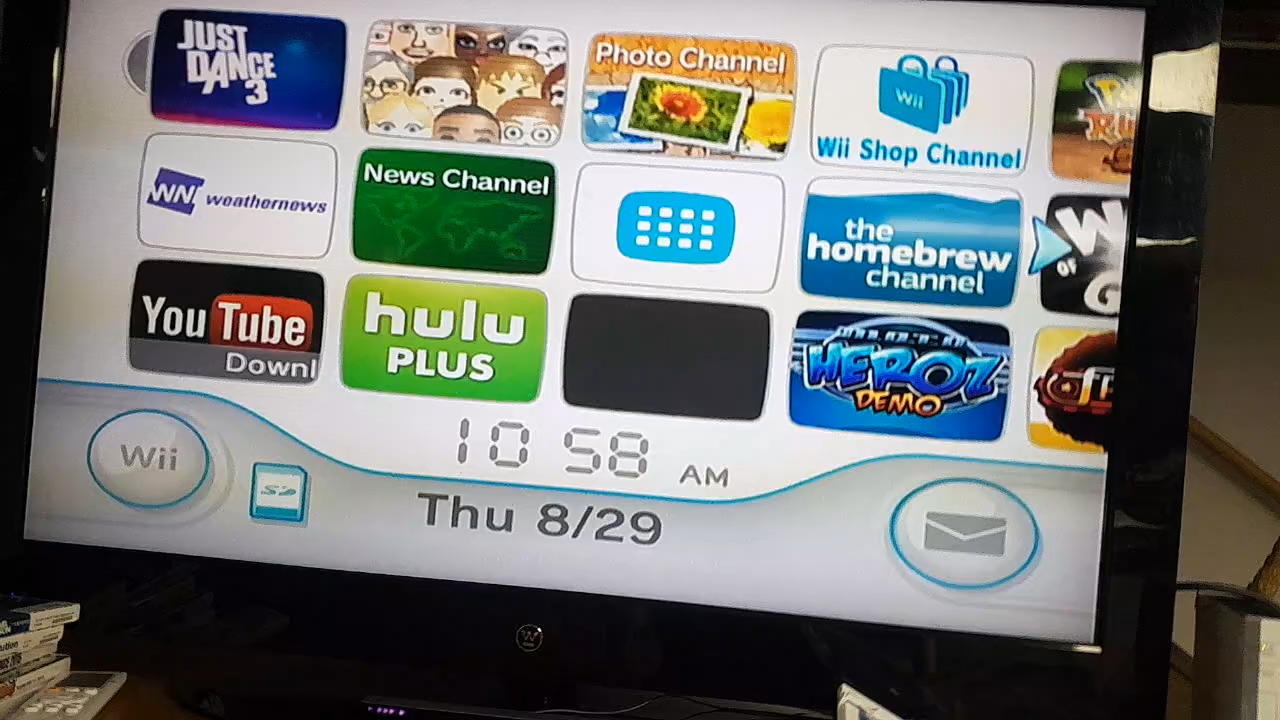 JUST
DANCE
3
Photo Channel
Wii
Wii Shop Channel
WN weathernews
News Channel
the
homebrew
channel
W
OF
G
You Tube
Downl
hulu
PLUS
HEROZ
DEMO
Wii
10 58 AM
Thu 8/29
W